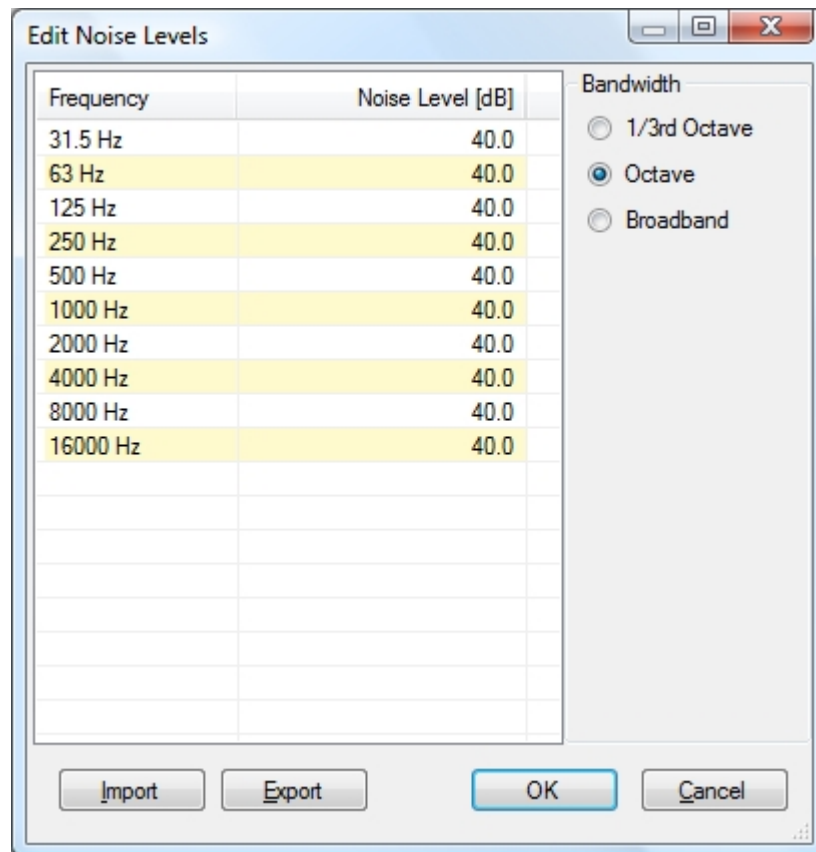 Edit Noise Levels
Frequency Noise Level [dB]
31.5 Hz 40.0
63 Hz 40.0
125 Hz 40.0
250 Hz 40.0
500 Hz 40.0
1000 Hz 40.0
2000 Hz 40.0
4000 Hz 40.0
8000 Hz 40.0
16000 Hz 40.0
Bandwidth
1/3rd Octave
Octave
Broadband
Import Export OK Cancel